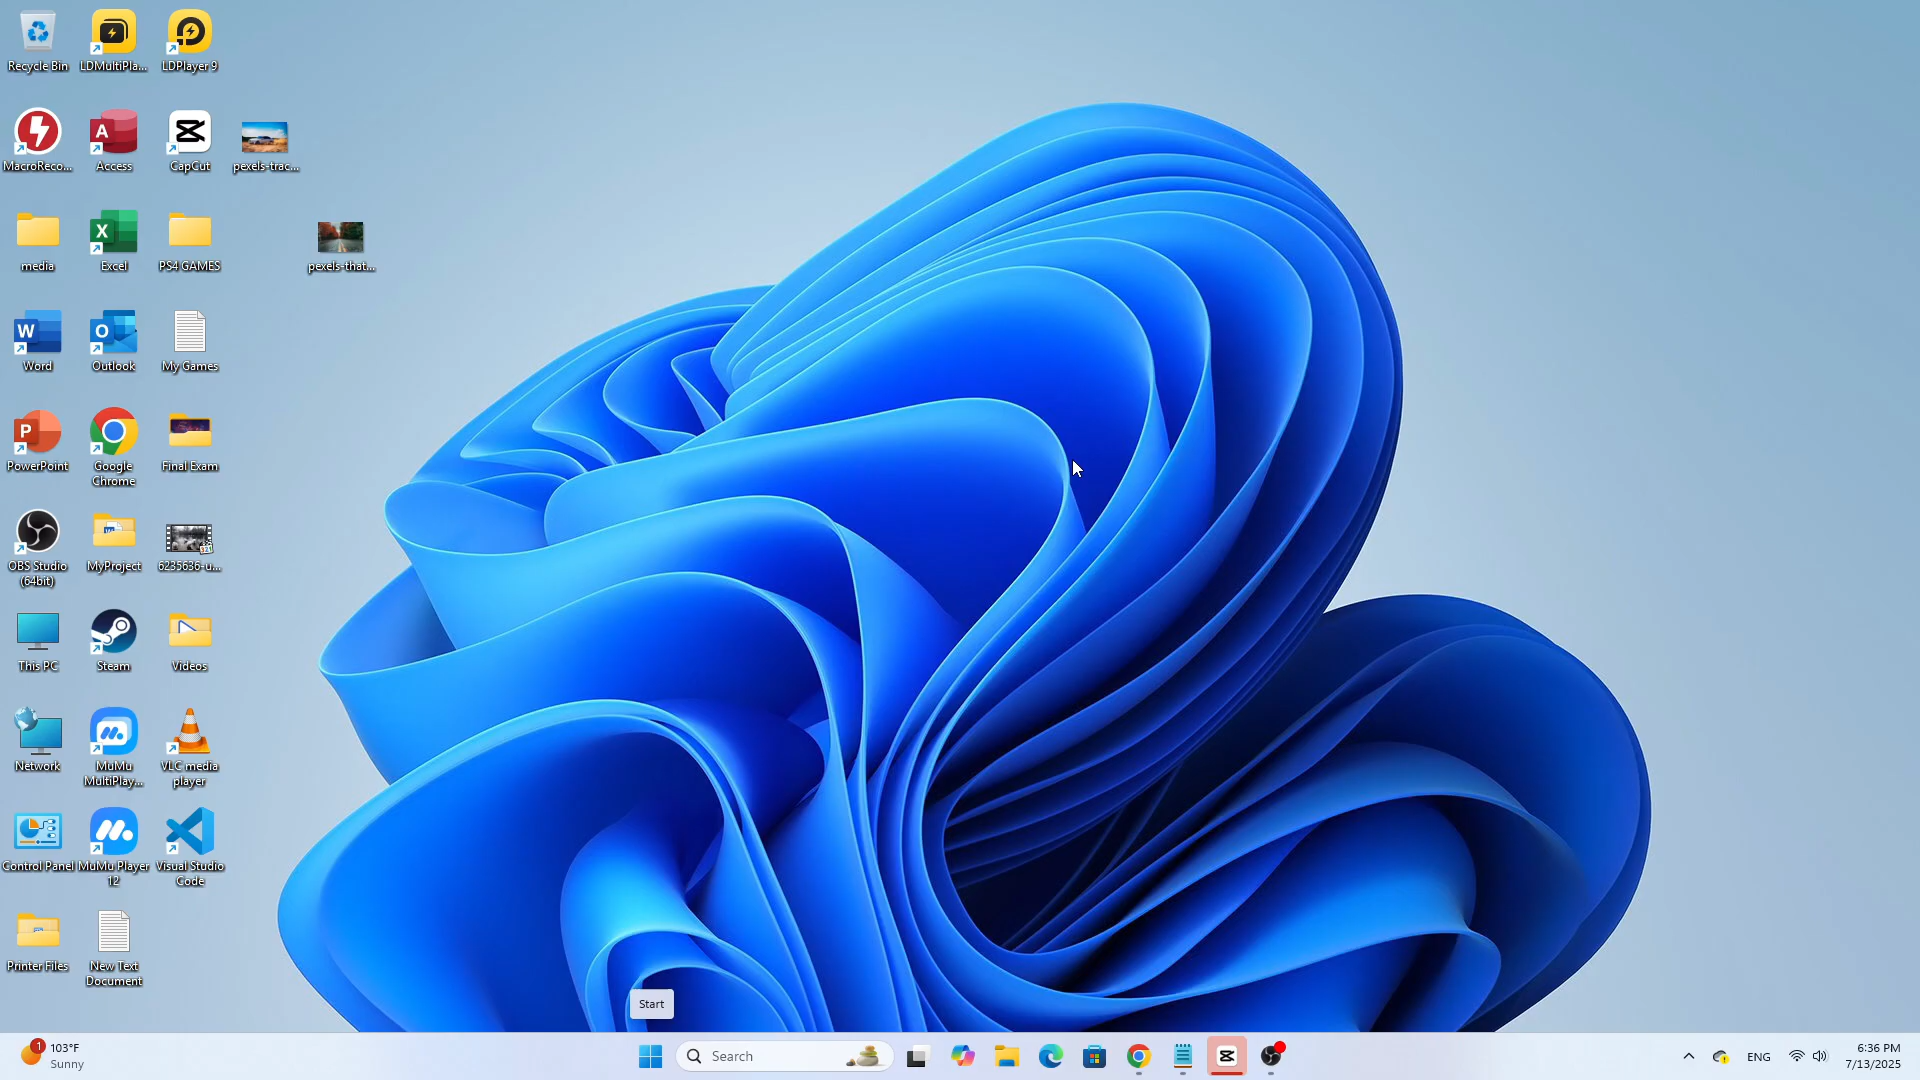 Recycle Bin
LDMultiPla...
LDPlayer 9
MacroReco...
Access
CapCut
pexels-trac...
media
Excel
PS4 GAMES
pexels-that...
Word
Outlook
My Games
PowerPoint
Google
Chrome
Final Exam
OBS Studio
(64bit)
MyProject
6235636-u...
This PC
Steam
Videos
Network
MuMu
MultiPlay...
VLC media
player
Control Panel
MuMu Player
12
Visual Studio
Code
Printer Files
New Text
Document
Start
1
103°F
Sunny
Search
ENG
6:36 PM
7/13/2025